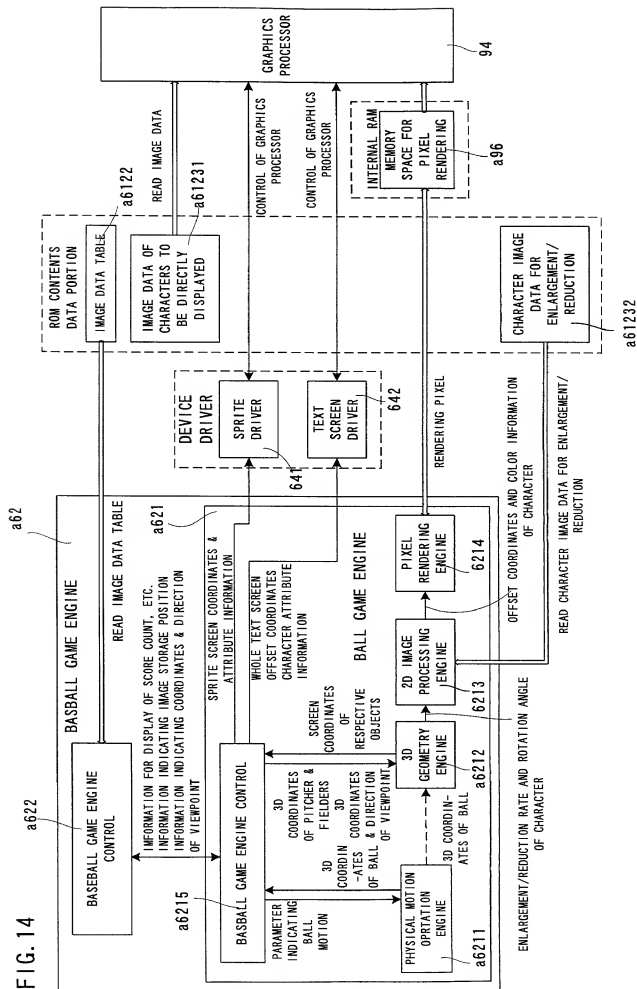 FIG. 14
a62
BASBALL GAME ENGINE
a622
BASEBALL GAME ENGINE
CONTROL
READ IMAGE DATA TABLE
INFORMATION FOR DISPLAY OF SCORE COUNT, ETC.
INFORMATION INDICATING IMAGE STORAGE POSITION
INFORMATION INDICATING COORDINATES & DIRECTION
OF VIEWPOINT
a621
SPRITE SCREEN COORDINATES &
ATTRIBUTE INFORMATION
WHOLE TEXT SCREEN
OFFSET COORDINATES
CHARACTER ATTRIBUTE
INFORMATION
BALL GAME ENGINE
a6215
BASBALL GAME ENGINE CONTROL
PARAMETER
INDICATING
BALL
MOTION
3D
COORDIN
-ATES
OF BALL
3D
COORDINATES
OF PITCHER &
FIELDERS
3D
COORDINATES
& DIRECTION
OF VIEWPOINT
SCREEN
COORDINATES
OF
RESPECTIVE
OBJECTS
PHYSICAL MOTION
OPRTATION
ENGINE
a6211
3D COORDIN-
ATES OF BALL
3D
GEOMETRY
ENGINE
a6212
ENLARGEMENT/REDUCTION RATE AND ROTATION ANGLE
OF CHARACTER
2D IMAGE
PROCESSING
ENGINE
6213
PIXEL
RENDERING
ENGINE
6214
OFFSET COORDINATES AND COLOR INFORMATION
OF CHARACTER
READ CHARACTER IMAGE DATA FOR ENLARGEMENT/
REDUCTION
RENDERING PIXEL
DEVICE
DRIVER
SPRITE
DRIVER
641
TEXT
SCREEN
DRIVER
642
ROM CONTENTS
DATA PORTION
IMAGE DATA TABLE
a6122
IMAGE DATA OF
CHARACTERS TO
BE DIRECTLY
DISPLAYED
a61231
CHARACTER IMAGE
DATA FOR
ENLARGEMENT/
REDUCTION
a61232
READ IMAGE DATA
CONTROL OF GRAPHICS
PROCESSOR
CONTROL OF GRAPHICS
PROCESSOR
INTERNAL RAM
MEMORY
SPACE FOR
PIXEL
RENDERING
a96
GRAPHICS
PROCESSOR
94